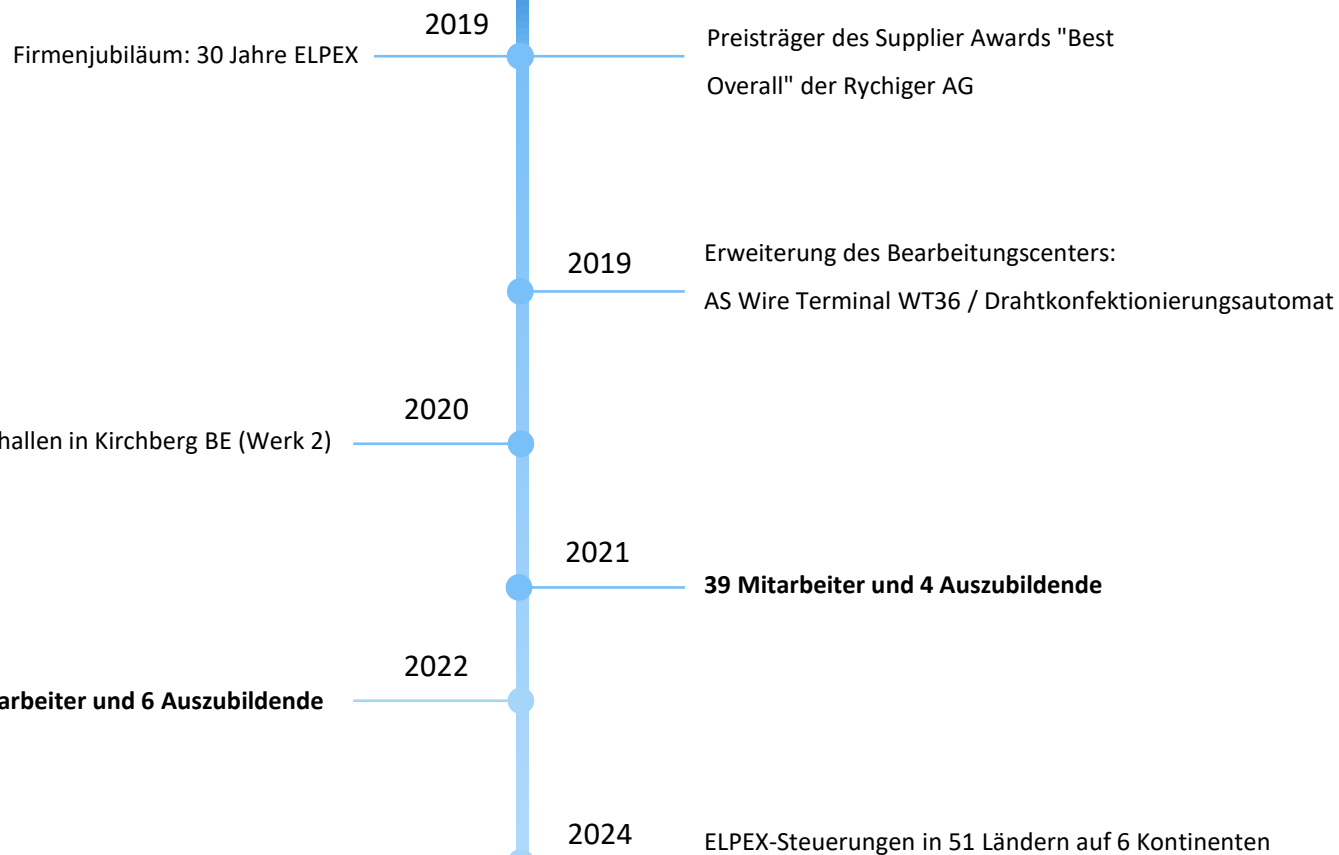 2019
Firmenjubiläum: 30 Jahre ELPEX
Preisträger des Supplier Awards "Best
Overall" der Rychiger AG
2019
Erweiterung des Bearbeitungscenters:
AS Wire Terminal WT36 / Drahtkonfektionierungsautomat
2020
hallen in Kirchberg BE (Werk 2)
2021
39 Mitarbeiter und 4 Auszubildende
2022
arbeiter und 6 Auszubildende
2024
ELPEX-Steuerungen in 51 Ländern auf 6 Kontinenten